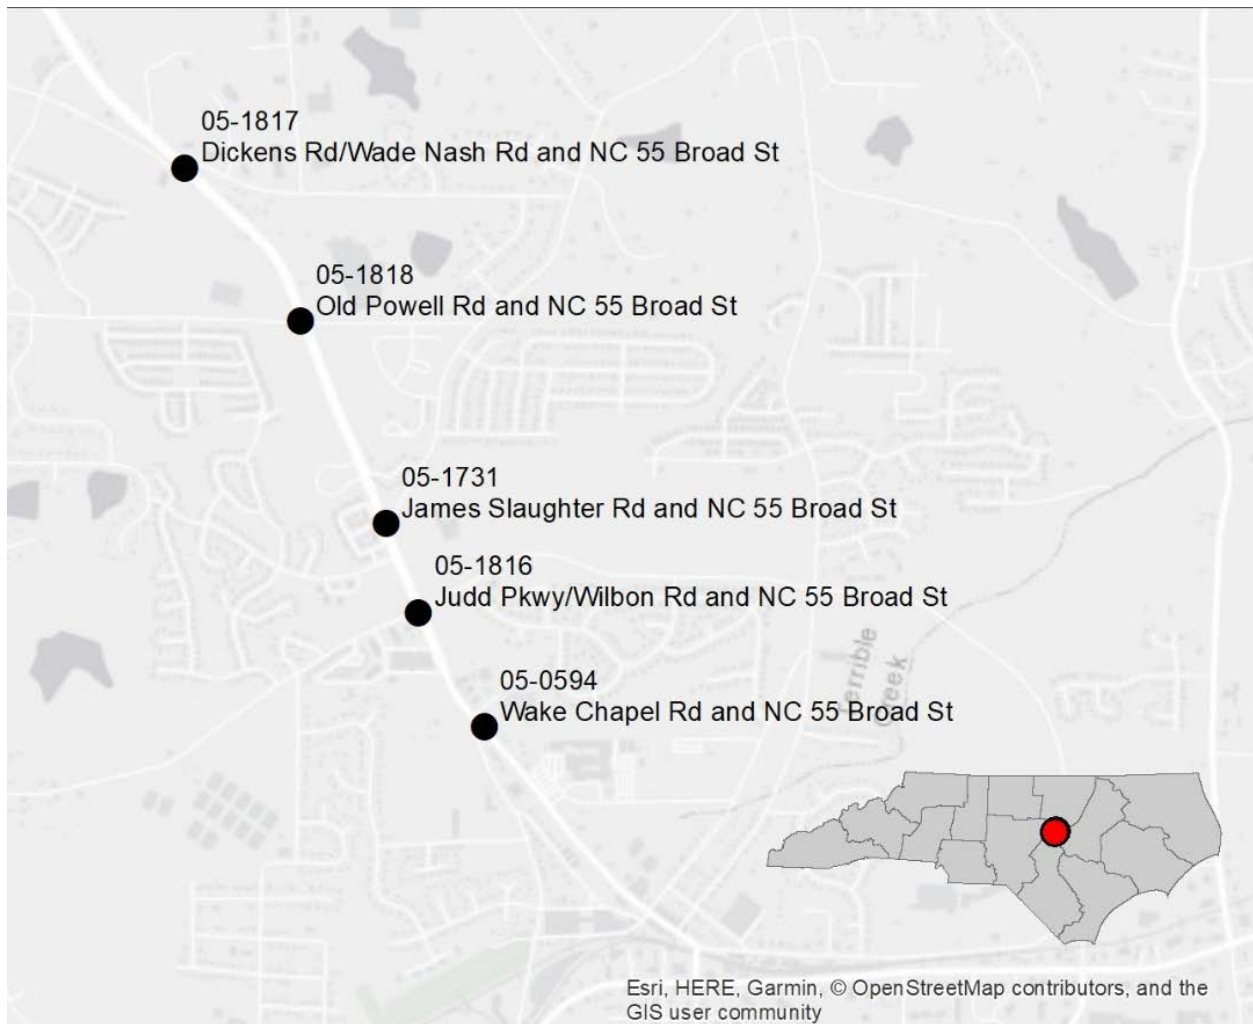 05-1817
Dickens Rd/Wade Nash Rd and NC 55 Broad St
05-1818
Old Powell Rd and NC 55 Broad St
05-1731
James Slaughter Rd and NC 55 Broad St
05-1816
Judd Pkwy/Wilbon Rd and NC 55 Broad St
Terrible
Creek
05-0594
Wake Chapel Rd and NC 55 Broad St
Esri, HERE, Garmin, © OpenStreetMap contributors, and the
GIS user community